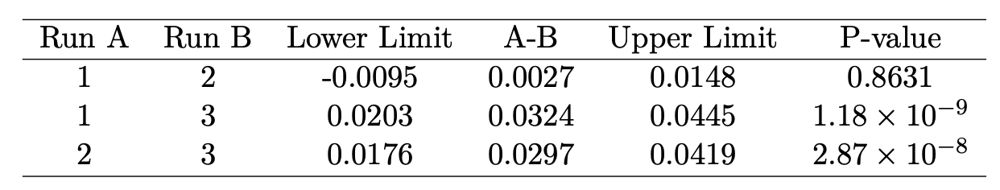 Run A Run B Lower Limit A-B Upper Limit P-value
1 2 -0.0095 0.0027 0.0148 0.8631
1 3 0.0203 0.0324 0.0445 1.18 × 10⁻⁹
2 3 0.0176 0.0297 0.0419 2.87 × 10⁻⁸